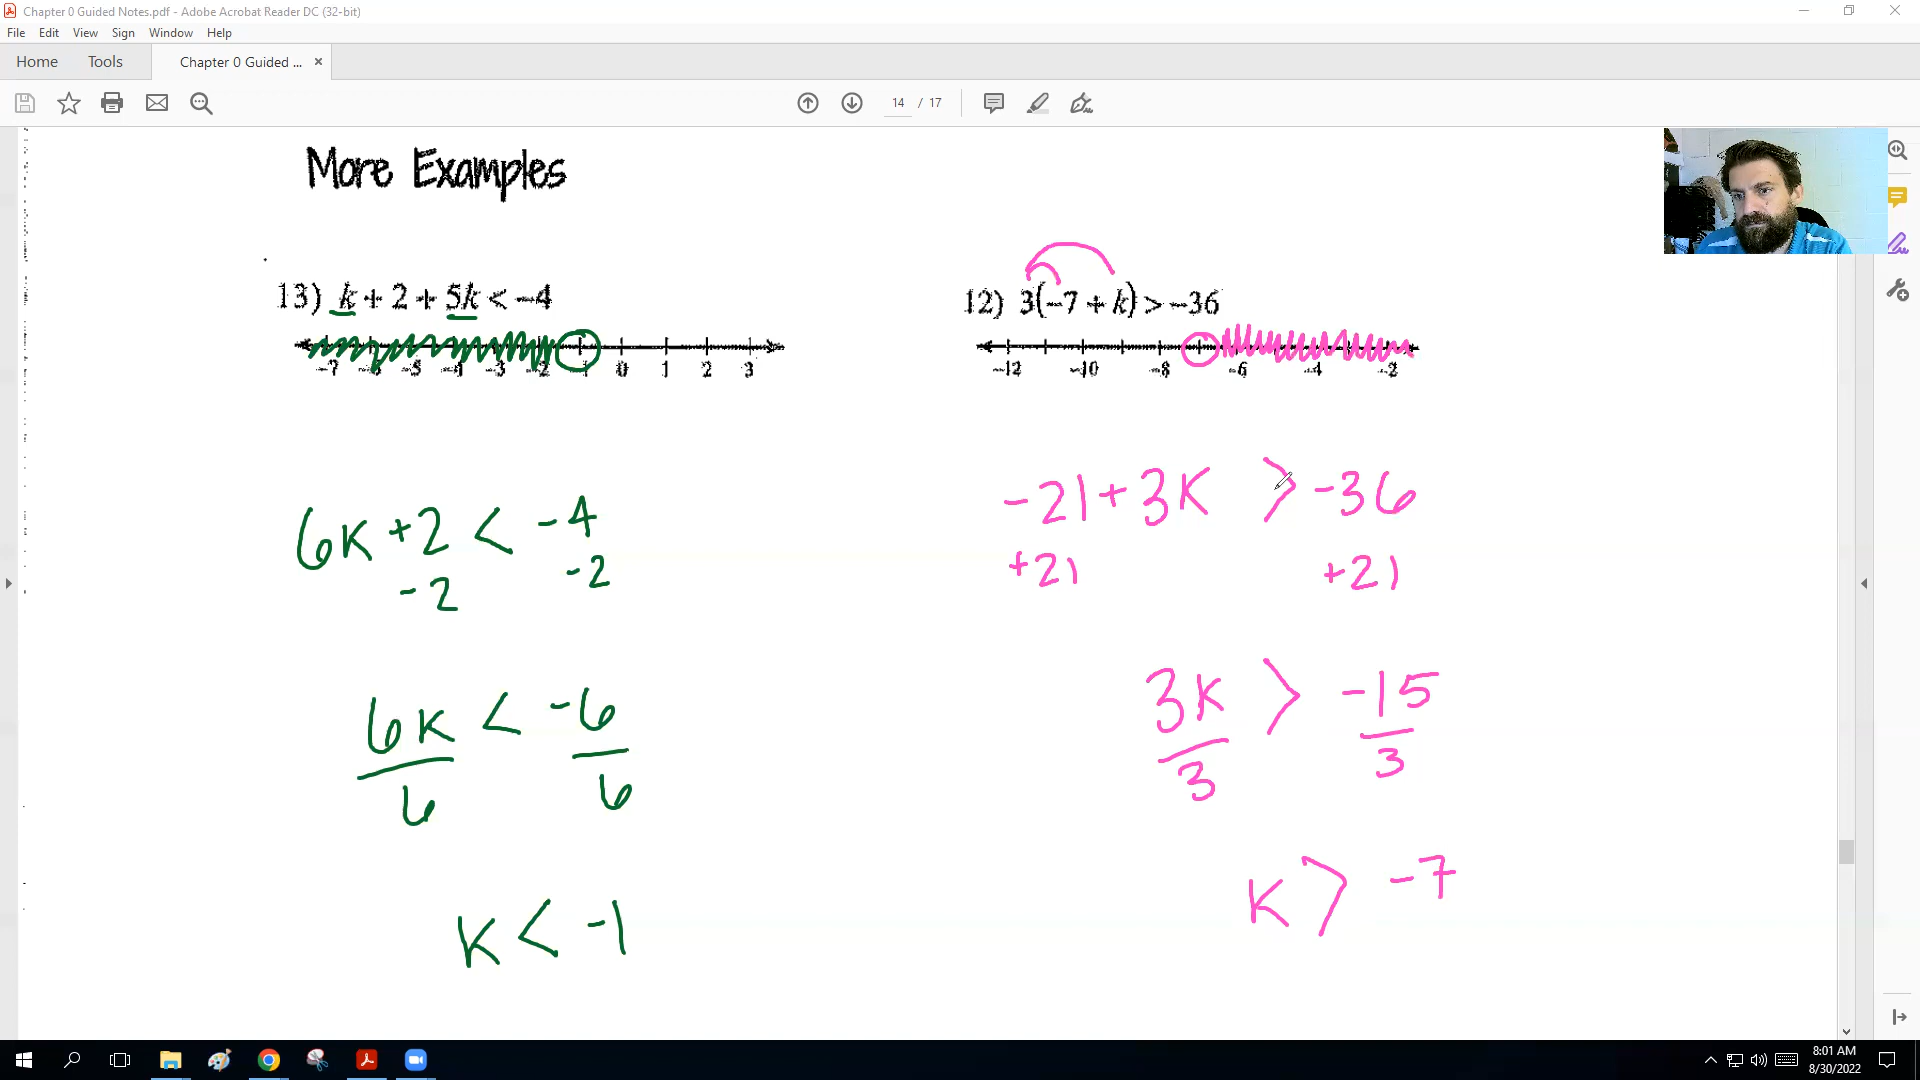 Chapter 0 Guided Notes.pdf - Adobe Acrobat Reader DC (32-bit)
File Edit View Sign Window Help
Home Tools Chapter 0 Guided ... ×
14 / 17
More Examples
13) k + 2 + 5k < -4
-7 -6 -5 -4 -3 -2 -1 0 1 2 3
6k +2 < -4
-2 -2
6k < -6
6 6
k < -1
12) 3(-7 + k) > -36
-12 -10 -8 -6 -4 -2
-21+3k > -36
+21 +21
3k > -15
3 3
k > -7
8:01 AM
8/30/2022